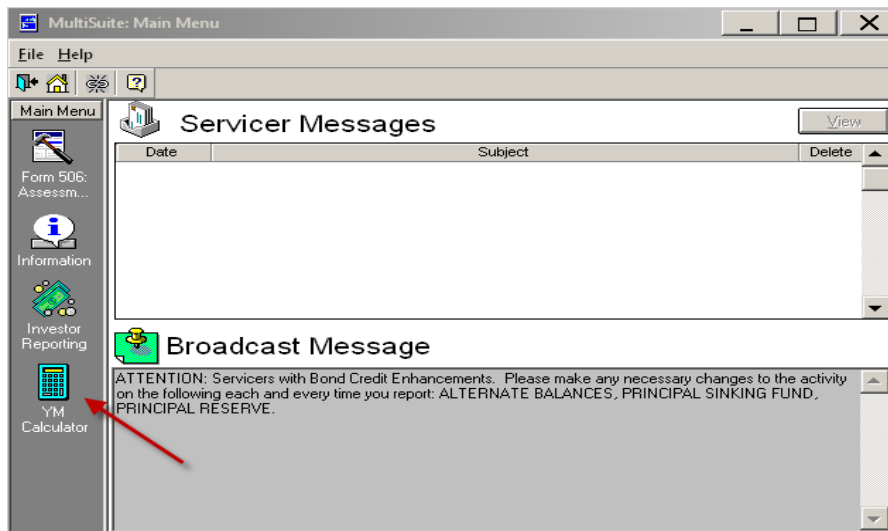 MultiSuite: Main Menu
File Help
Main Menu
Servicer Messages
View
Date Subject Delete
Form 506:
Assessm...
Information
Investor
Reporting
Broadcast Message
ATTENTION: Servicers with Bond Credit Enhancements. Please make any necessary changes to the activity
on the following each and every time you report: ALTERNATE BALANCES, PRINCIPAL SINKING FUND,
PRINCIPAL RESERVE.
YM
Calculator